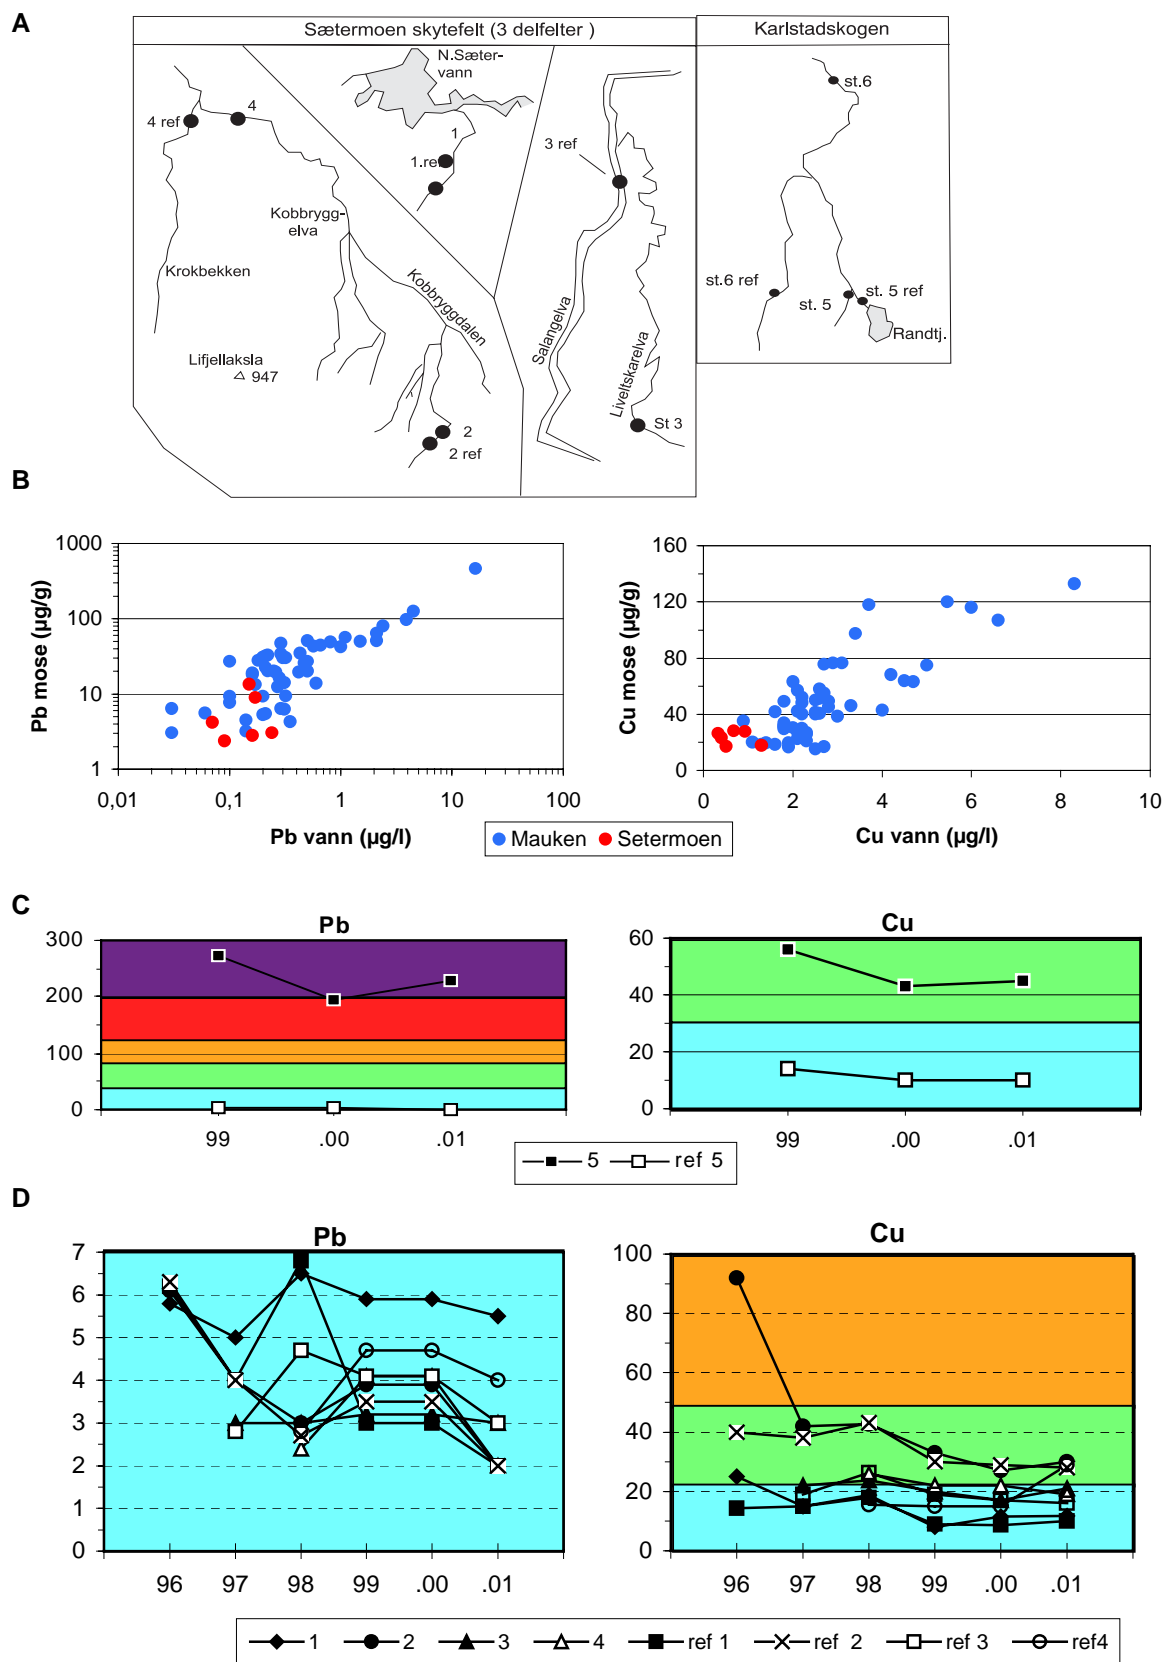 A
Sætermoen skytefelt (3 delfelter )
Karlstadskogen
N.Sæter-
vann
st.6
4
4 ref
1
1.ref
3 ref
Kobbrygg-
elva
Krokbekken
Kobbryggdalen
Salangelva
Liveltskarelva
st.6 ref
st. 5
st. 5 ref
Randtj.
Lifjellaksla
947
2
2 ref
St 3
B
Pb mose (µg/g)
1000
100
10
1
0,01
0,1
1
10
100
Pb vann (µg/l)
Cu mose (µg/g)
160
120
80
40
0
0
2
4
6
8
10
Cu vann (µg/l)
Mauken
Setermoen
C
Pb
300
200
100
0
99
.00
.01
Cu
60
40
20
0
99
.00
.01
5
ref 5
D
Pb
7
6
5
4
3
2
1
0
96
97
98
99
.00
.01
Cu
100
80
60
40
20
0
96
97
98
99
.00
.01
1
2
3
4
ref 1
ref 2
ref 3
ref4